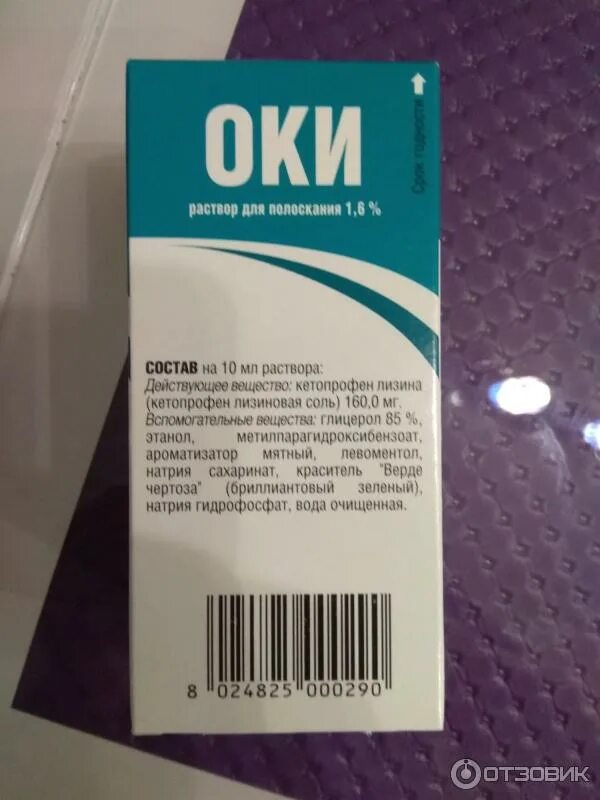 ОКИ
раствор для полоскания 1,6 %
Срок годности
СОСТАВ на 10 мл раствора:
Действующее вещество: кетопрофен лизина
(кетопрофен лизиновая соль) 160,0 мг.
Вспомогательные вещества: глицерол 85 %,
этанол, метилпарагидроксибензоат,
ароматизатор мятный, левоментол,
натрия сахаринат, краситель "Верде
чертоза" (бриллиантовый зеленый),
натрия гидрофосфат, вода очищенная.
8 024825 000290
ОТЗОВИК